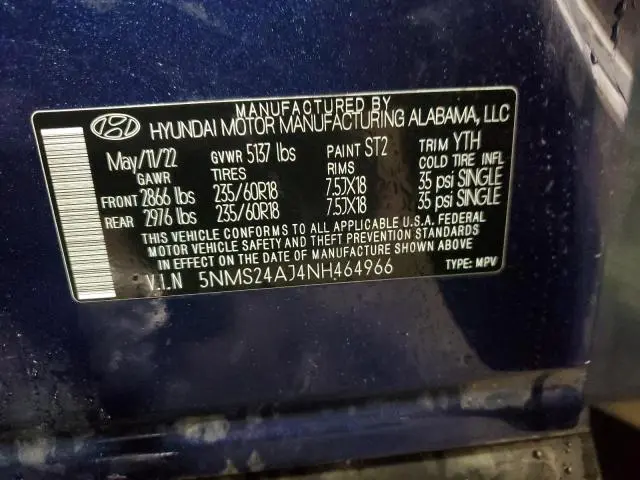 MANUFACTURED BY
HYUNDAI MOTOR MANUFACTURING ALABAMA, LLC
May/11/22 GVWR 5137 lbs PAINT ST2 TRIM YTH
GAWR TIRES RIMS COLD TIRE INFL
FRONT 2866 lbs 235/60R18 7.5JX18 35 psi SINGLE
REAR 2976 lbs 235/60R18 7.5JX18 35 psi SINGLE
THIS VEHICLE CONFORMS TO ALL APPLICABLE U.S.A. FEDERAL
MOTOR VEHICLE SAFETY AND THEFT PREVENTION STANDARDS
IN EFFECT ON THE DATE OF MANUFACTURE SHOWN ABOVE
V.I.N 5NMS24AJ4NH464966 TYPE: MPV